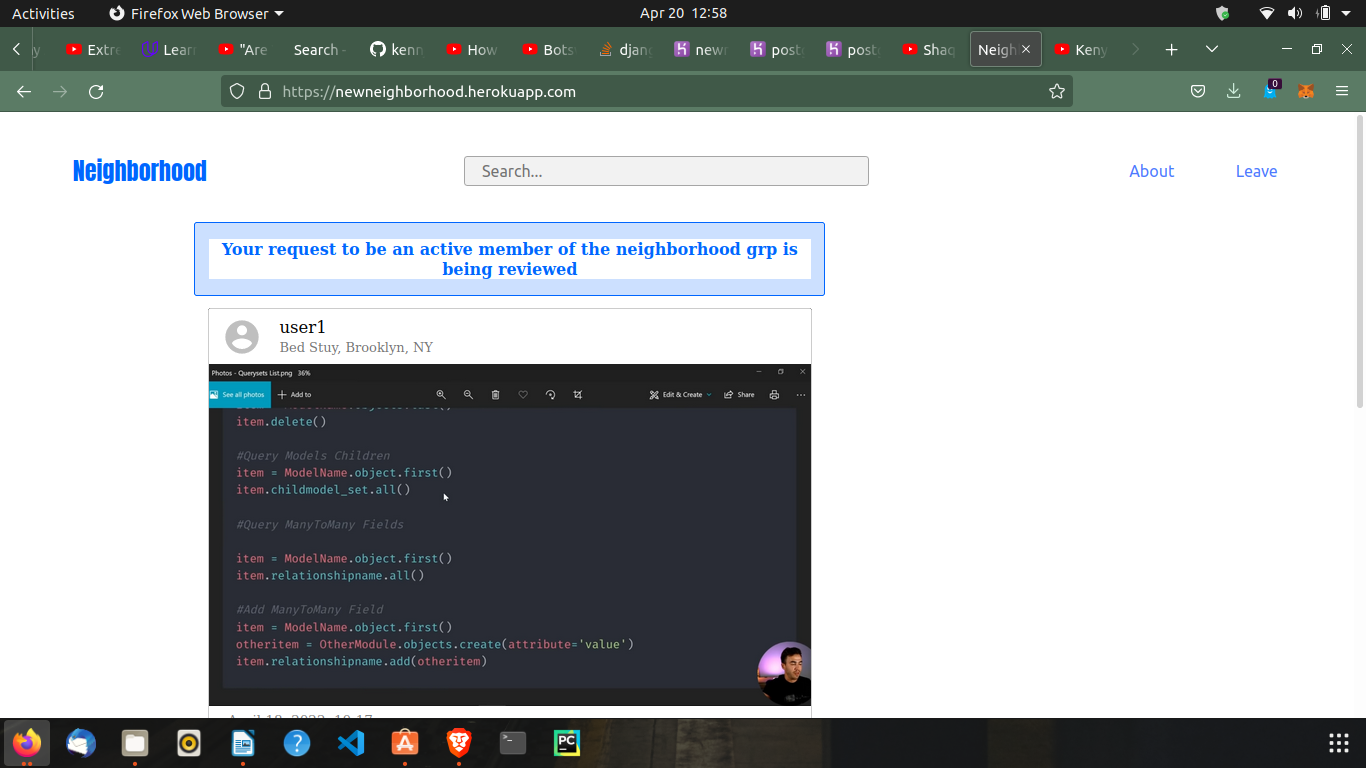 Activities
Firefox Web Browser
Apr 20 12:58
Extr
Lear
"Are
Search -
kenn
How
Bots
djan
newn
post
post
Shaq
Neigh
Keny
https://newneighborhood.herokuapp.com
0
Neighborhood
Search...
About
Leave
Your request to be an active member of the neighborhood grp is
being reviewed
user1
Bed Stuy, Brooklyn, NY
Photos - Querysets List.png 36%
See all photos
Add to
Edit & Create
Share
item.delete()
#Query Models Children
item = ModelName.object.first()
item.childmodel_set.all()
#Query ManyToMany Fields
item = ModelName.object.first()
item.relationshipname.all()
#Add ManyToMany Field
item = ModelName.object.first()
otheritem = OtherModule.objects.create(attribute='value')
item.relationshipname.add(otheritem)
PC